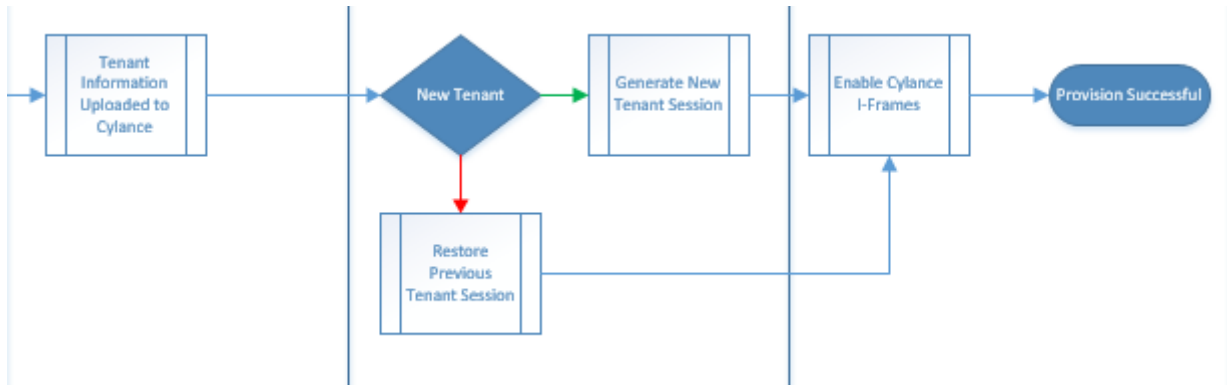 Tenant
Information
Uploaded to
Cylance
New Tenant
Generate New
Tenant Session
Enable Cylance
I-Frames
Provision Successful
Restore
Previous
Tenant Session